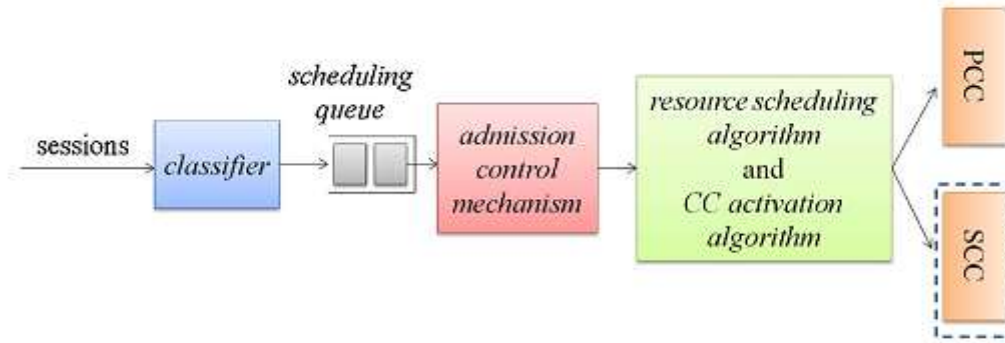 sessions
classifier
scheduling
queue
admission
control
mechanism
resource scheduling
algorithm
and
CC activation
algorithm
PCC
SCC